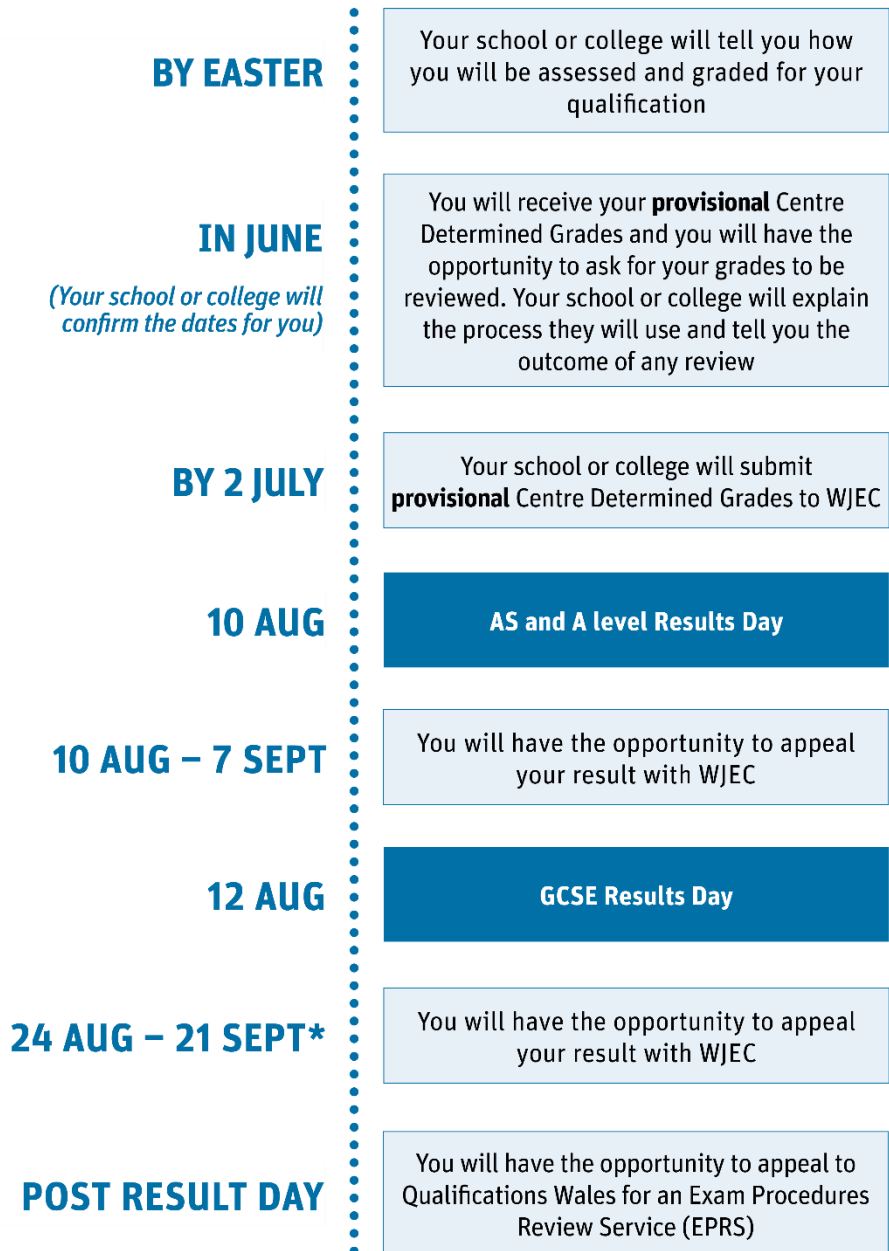 BY EASTER
Your school or college will tell you how
you will be assessed and graded for your
qualification
IN JUNE
(Your school or college will
confirm the dates for you)
You will receive your provisional Centre
Determined Grades and you will have the
opportunity to ask for your grades to be
reviewed. Your school or college will explain
the process they will use and tell you the
outcome of any review
BY 2 JULY
Your school or college will submit
provisional Centre Determined Grades to WJEC
10 AUG
AS and A level Results Day
10 AUG – 7 SEPT
You will have the opportunity to appeal
your result with WJEC
12 AUG
GCSE Results Day
24 AUG – 21 SEPT*
You will have the opportunity to appeal
your result with WJEC
POST RESULT DAY
You will have the opportunity to appeal to
Qualifications Wales for an Exam Procedures
Review Service (EPRS)